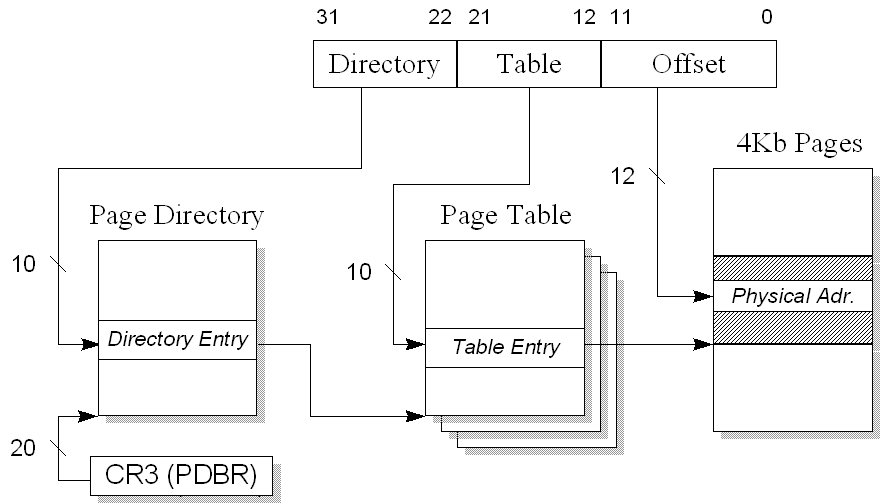 31 22 21 12 11 0
Directory Table Offset
4Kb Pages
12
Page Directory Page Table
10 10
Physical Adr.
Directory Entry Table Entry
20
CR3 (PDBR)